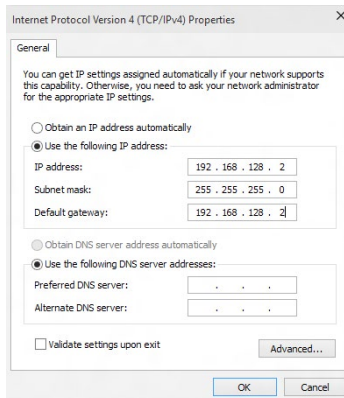 Internet Protocol Version 4 (TCP/IPv4) Properties
General
You can get IP settings assigned automatically if your network supports
this capability. Otherwise, you need to ask your network administrator
for the appropriate IP settings.
Obtain an IP address automatically
Use the following IP address:
IP address: 192 . 168 . 128 . 2
Subnet mask: 255 . 255 . 255 . 0
Default gateway: 192 . 168 . 128 . 2
Obtain DNS server address automatically
Use the following DNS server addresses:
Preferred DNS server: . . .
Alternate DNS server: . . .
Validate settings upon exit
Advanced...
OK Cancel